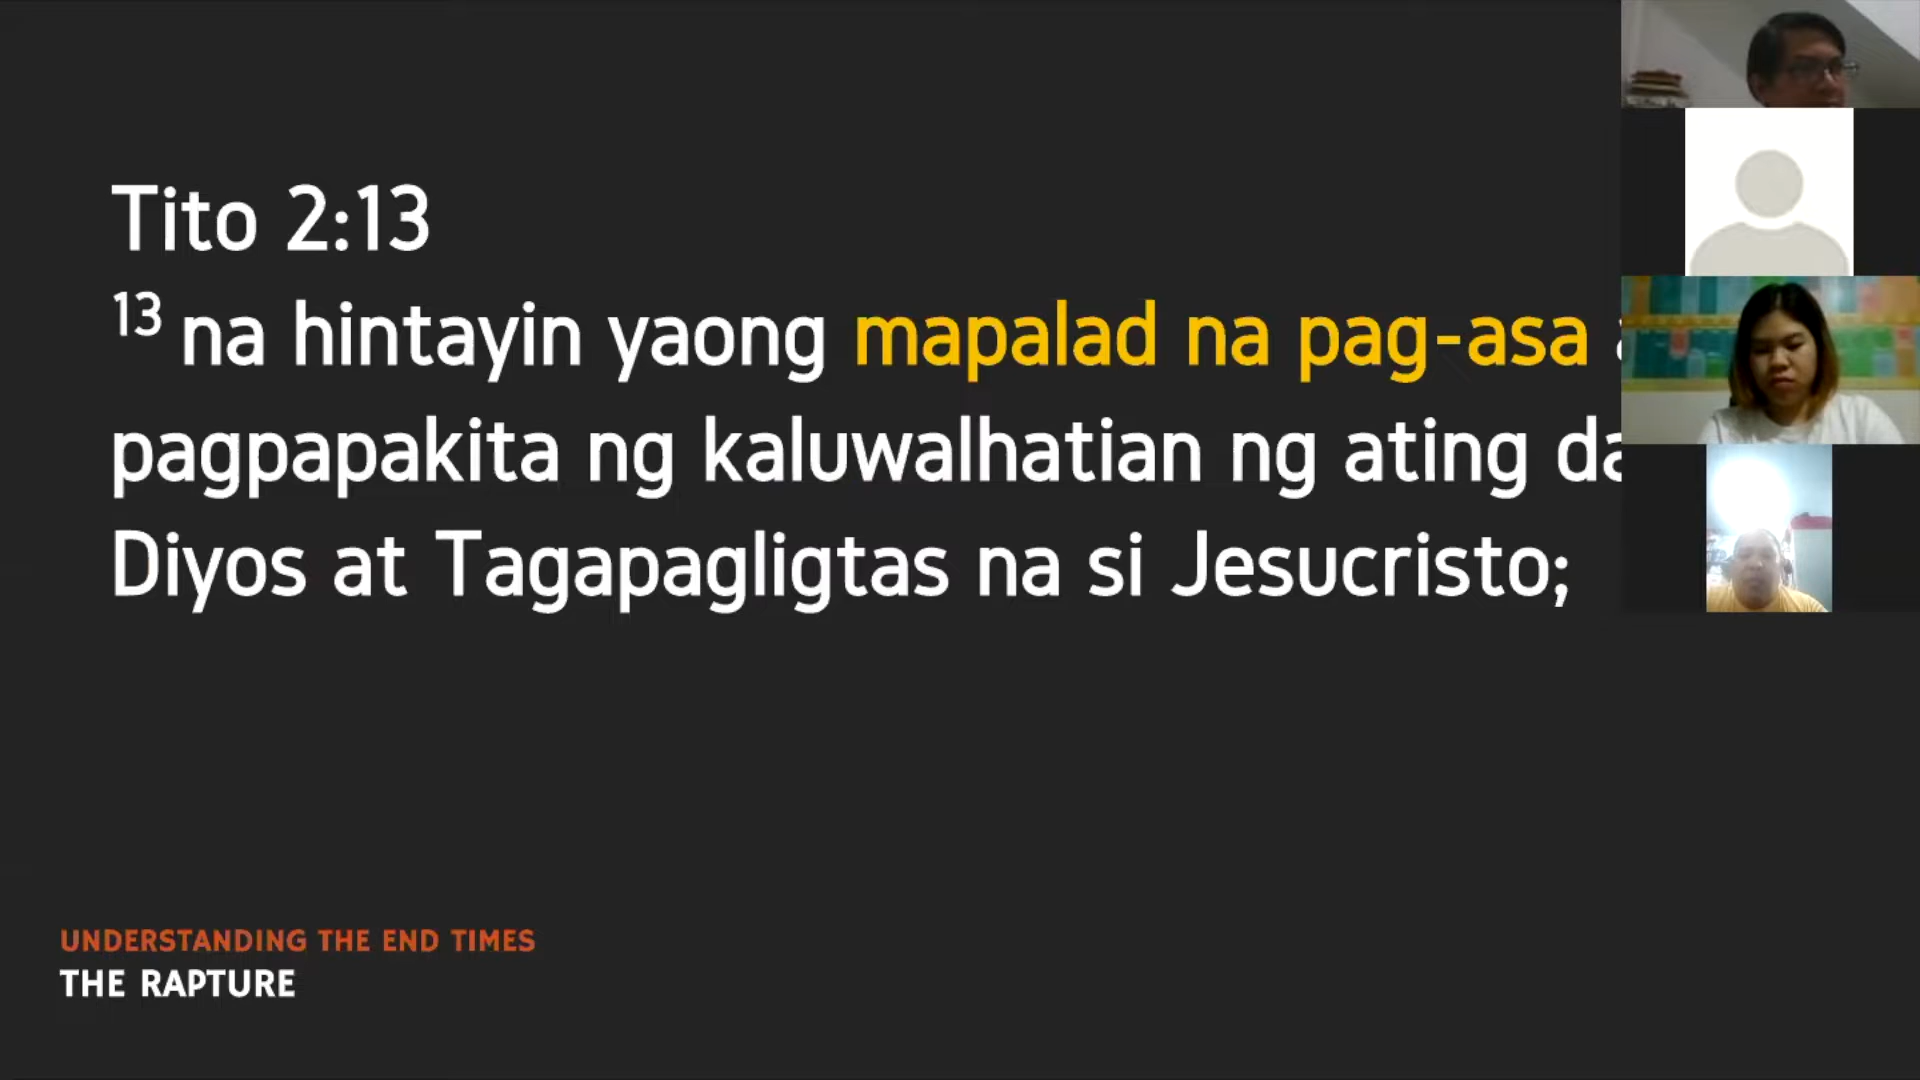 Tito 2:13
13 na hintayin yaong mapalad na pag-asa
pagpapakita ng kaluwalhatian ng ating
Diyos at Tagapagligtas na si Jesucristo;
UNDERSTANDING THE END TIMES
THE RAPTURE